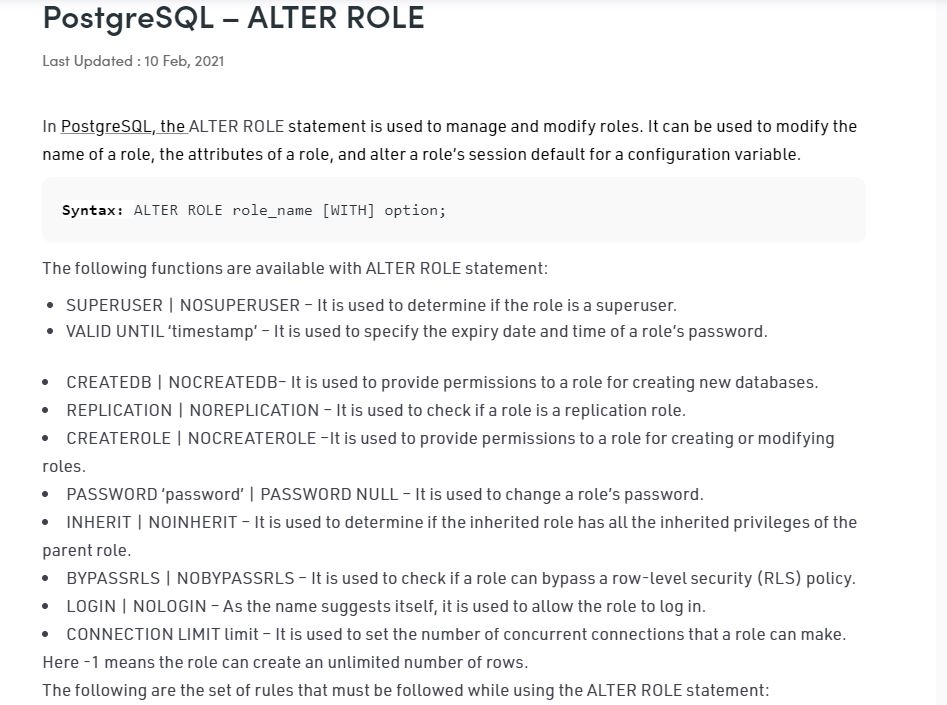 PostgreSQL – ALTER ROLE
Last Updated : 10 Feb, 2021
In PostgreSQL, the ALTER ROLE statement is used to manage and modify roles. It can be used to modify the
name of a role, the attributes of a role, and alter a role’s session default for a configuration variable.
Syntax: ALTER ROLE role_name [WITH] option;
The following functions are available with ALTER ROLE statement:
• SUPERUSER | NOSUPERUSER – It is used to determine if the role is a superuser.
• VALID UNTIL ‘timestamp’ – It is used to specify the expiry date and time of a role’s password.
• CREATEDB | NOCREATEDB– It is used to provide permissions to a role for creating new databases.
• REPLICATION | NOREPLICATION – It is used to check if a role is a replication role.
• CREATEROLE | NOCREATEROLE –It is used to provide permissions to a role for creating or modifying
roles.
• PASSWORD ‘password’ | PASSWORD NULL – It is used to change a role’s password.
• INHERIT | NOINHERIT – It is used to determine if the inherited role has all the inherited privileges of the
parent role.
• BYPASSRLS | NOBYPASSRLS – It is used to check if a role can bypass a row-level security (RLS) policy.
• LOGIN | NOLOGIN – As the name suggests itself, it is used to allow the role to log in.
• CONNECTION LIMIT limit – It is used to set the number of concurrent connections that a role can make.
Here -1 means the role can create an unlimited number of rows.
The following are the set of rules that must be followed while using the ALTER ROLE statement: